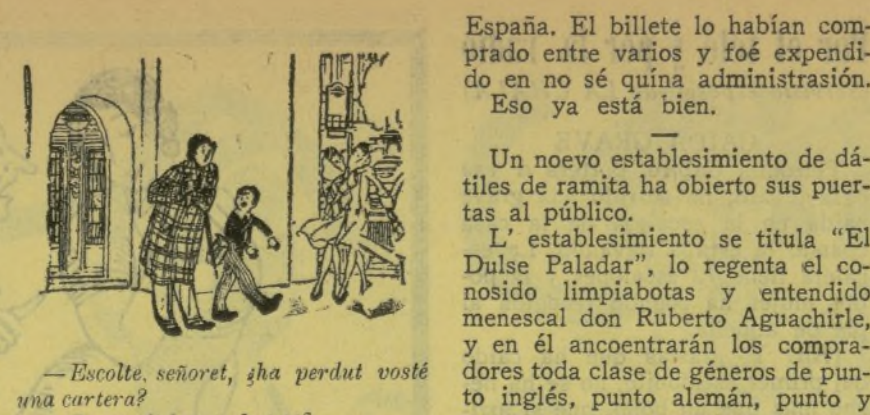 —Escolte, señoret, ¿ha perdut vosté
una cartera?
España. El billete lo habían com-
prado entre varios y foé expendi-
do en no sé quína administrasión.
Eso ya está bien.
Un noevo establesimiento de dá-
tiles de ramita ha obierto sus puer-
tas al público.
L' establesimiento se titula “El
Dulse Paladar”, lo regenta el co-
nosido limpiabotas y entendido
menescal don Ruberto Aguachirle,
y en él ancoentrarán los compra-
dores toda clase de géneros de pun-
to inglés, punto alemán, punto y